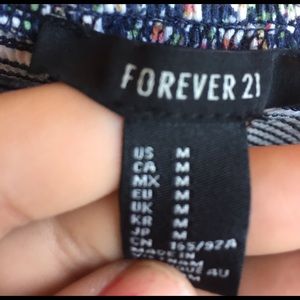 FOREVER 21
US M
CA M
MX M
EU M
UK M
KR M
JP M
CN 165/92A